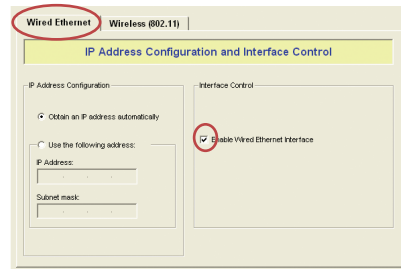 Wired Ethernet
Wireless (802.11)
IP Address Configuration and Interface Control
IP Address Configuration
Interface Control
Obtain an IP address automatically
Enable Wired Ethernet Interface
Use the following address:
IP Address:
Subnet mask: